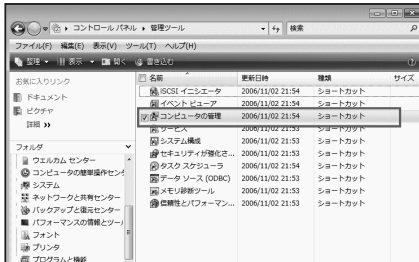 コントロール パネル ▸ 管理ツール ▸ 検索
ファイル(F) 編集(E) 表示(V) ツール(T) ヘルプ(H)
整理 表示 開く 書き込む
お気に入りリンク
ドキュメント
ピクチャ
詳細 »
フォルダ
ウエルカム センター
コンピュータの簡単操作セン
システム
ネットワークと共有センター
バックアップと復元センター
パフォーマンスの情報とツー
フォント
プリンタ
プログラムと機能
名前 更新日時 種類 サイズ
iSCSI イニシエータ 2006/11/02 21:54 ショートカット
イベント ビューア 2006/11/02 21:54 ショートカット
コンピュータの管理 2006/11/02 21:54 ショートカット
サービス 2006/11/02 21:53 ショートカット
システム構成 2006/11/02 21:53 ショートカット
セキュリティが強化さ... 2006/11/02 21:53 ショートカット
タスク スケジューラ 2006/11/02 21:54 ショートカット
データ ソース (ODBC) 2006/11/02 21:53 ショートカット
メモリ診断ツール 2006/11/02 21:53 ショートカット
信頼性とパフォーマン... 2006/11/02 21:53 ショートカット